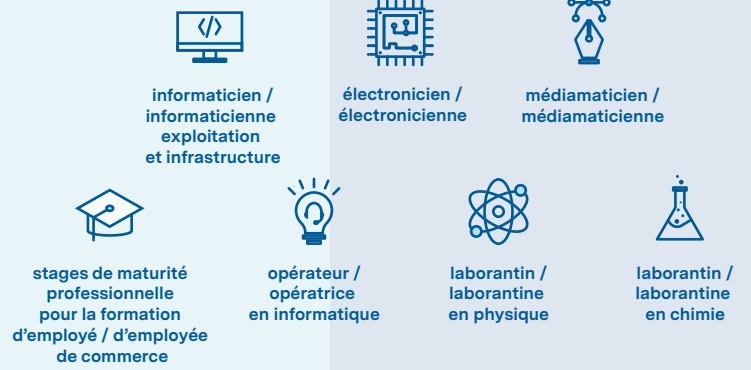 informaticien /
informaticienne
exploitation
et infrastructure
électronicien /
électronicienne
médiamaticien /
médiamaticienne
stages de maturité
professionnelle
pour la formation
d'employé / d'employée
de commerce
opérateur /
opératrice
en informatique
laborantin /
laborantine
en physique
laborantin /
laborantine
en chimie